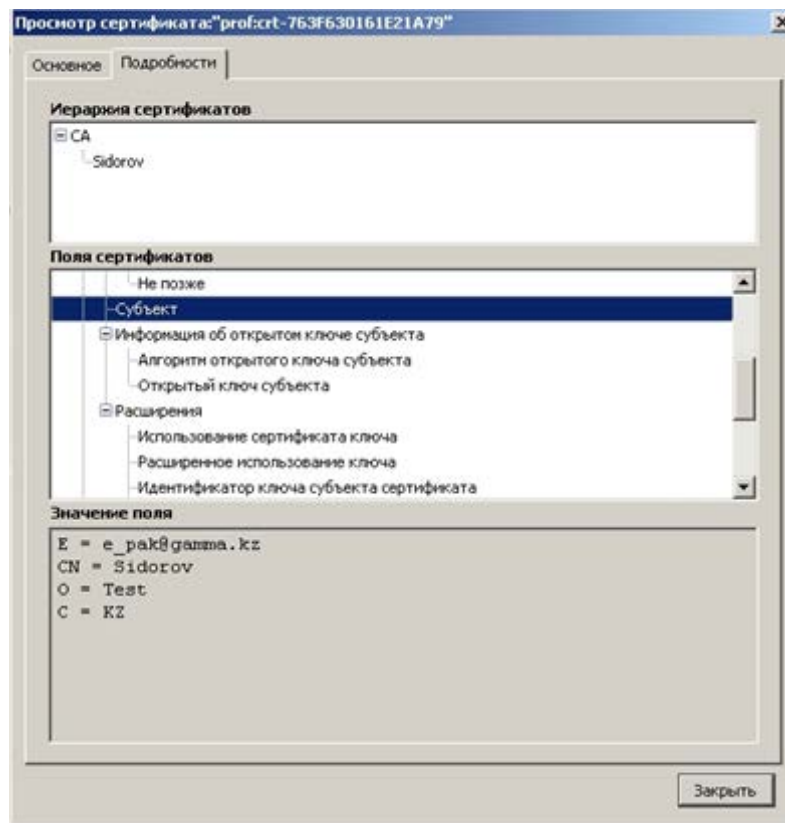 Просмотр сертификата:"prof:crt-763F630161E21A79"
Основное Подробности
Иерархия сертификатов
CA
Sidorov
Поля сертификатов
Не позже
Субъект
Информация об открытом ключе субъекта
Алгоритм открытого ключа субъекта
Открытый ключ субъекта
Расширения
Использование сертификата ключа
Расширенное использование ключа
Идентификатор ключа субъекта сертификата
Значение поля
E = e_pak@gamma.kz
CN = Sidorov
O = Test
C = KZ
Закрыть